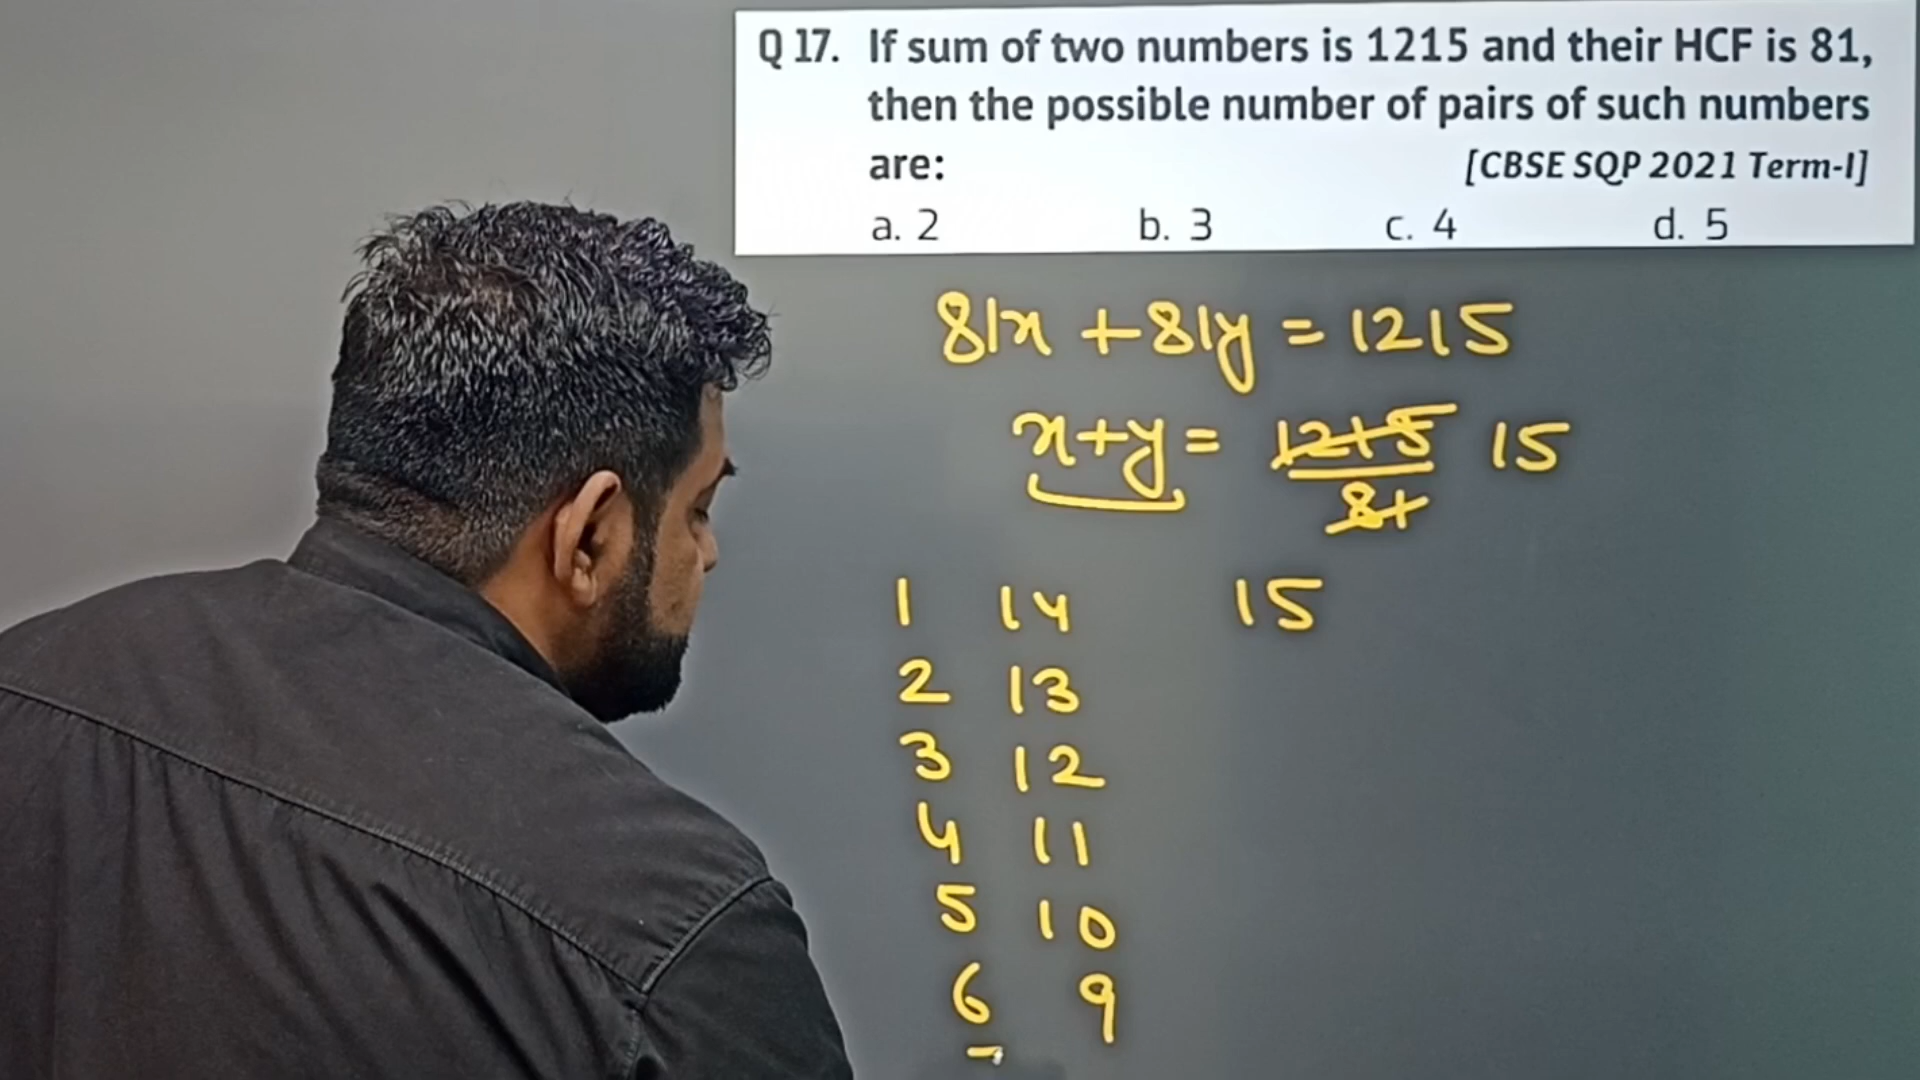 Q 17. If sum of two numbers is 1215 and their HCF is 81,
then the possible number of pairs of such numbers
are: [CBSE SQP 2021 Term-I]
a. 2 b. 3 c. 4 d. 5
81x + 81y = 1215
x+y = 1215/81 15
1 14 15
2 13
3 12
4 11
5 10
6 9